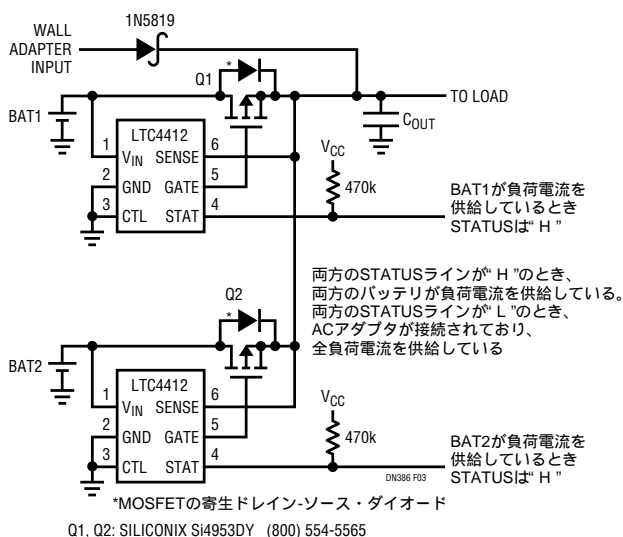 WALL
ADAPTER
INPUT
1N5819
*
Q1
TO LOAD
BAT1
COUT
LTC4412
1
VIN
SENSE
6
2
GND
GATE
5
3
CTL
STAT
4
VCC
470k
BAT1が負荷電流を
供給しているとき
STATUSは“ H ”
両方のSTATUSラインが“ H ”のとき、
両方のバッテリが負荷電流を供給している。
両方のSTATUSラインが“ L ”のとき、
ACアダプタが接続されており、
全負荷電流を供給している
Q2
*
BAT2
LTC4412
1
VIN
SENSE
6
2
GND
GATE
5
3
CTL
STAT
4
VCC
470k
BAT2が負荷電流を
供給しているとき
STATUSは“ H ”
DN386 F03
*MOSFETの寄生ドレイン-ソース・ダイオード
Q1, Q2: SILICONIX Si4953DY (800) 554-5565